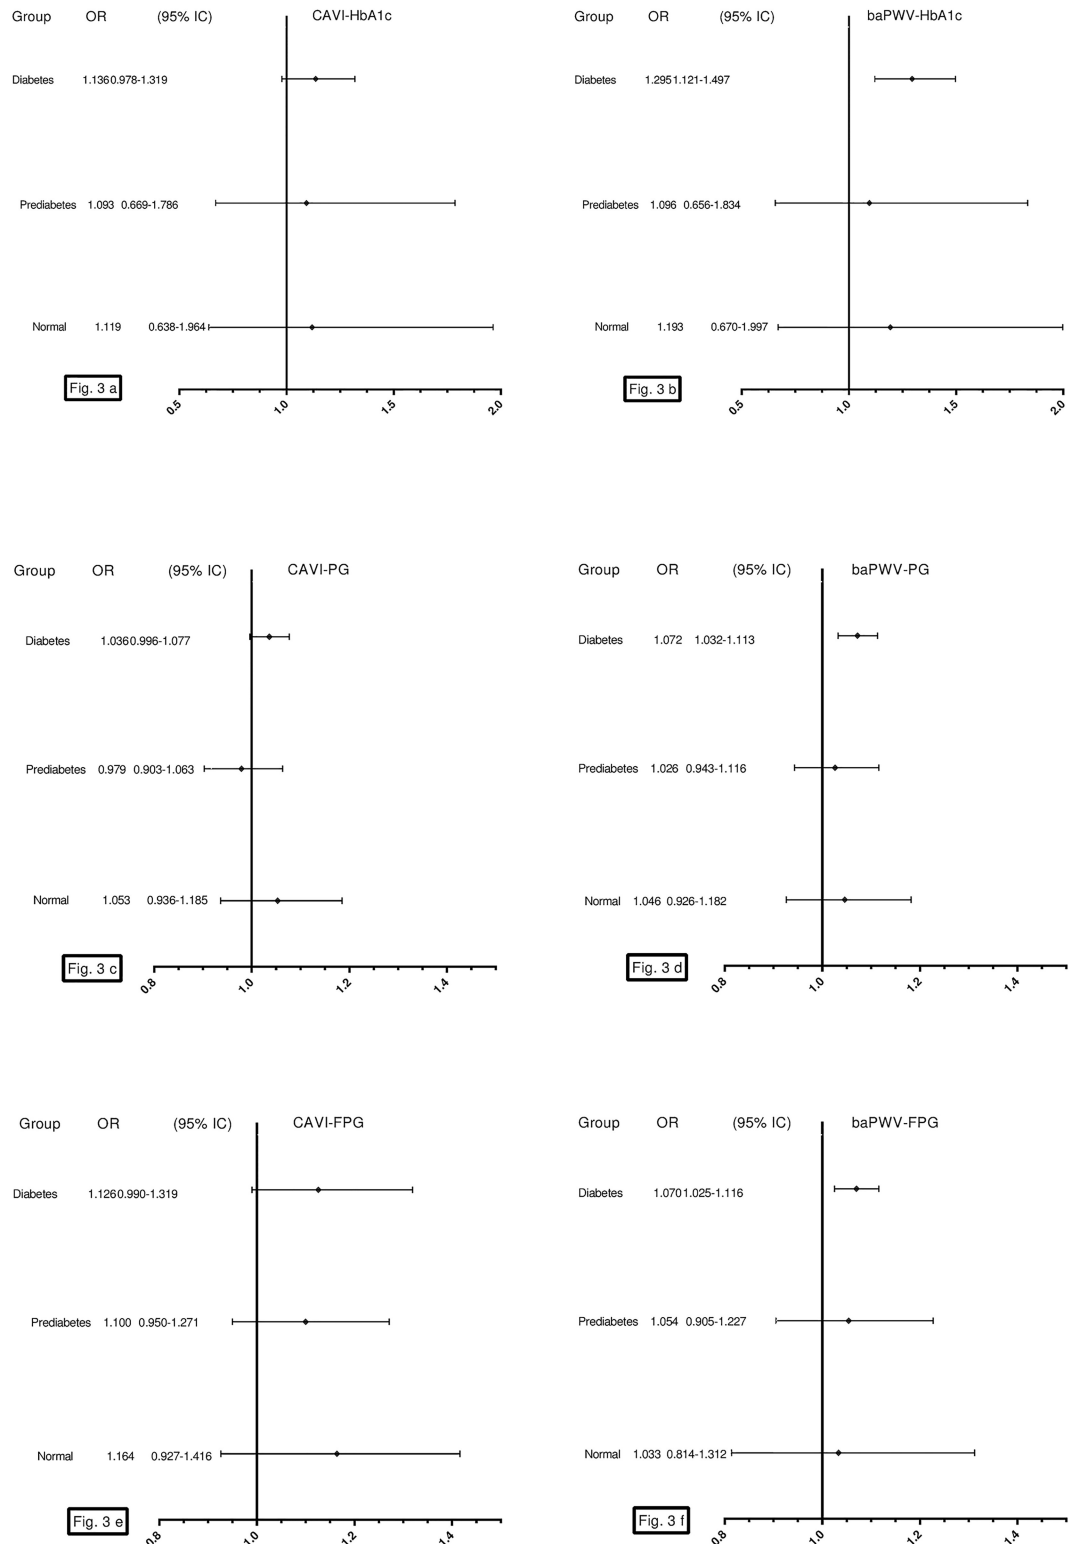 Group OR (95% IC) CAVI-HbA1c
Diabetes 1.136 0.978-1.319
Prediabetes 1.093 0.669-1.786
Normal 1.119 0.638-1.964
Fig. 3 a
0.5 1.0 1.5 2.0
Group OR (95% IC) baPWV-HbA1c
Diabetes 1.295 1.121-1.497
Prediabetes 1.096 0.656-1.834
Normal 1.193 0.670-1.997
Fig. 3 b
0.5 1.0 1.5 2.0
Group OR (95% IC) CAVI-PG
Diabetes 1.036 0.996-1.077
Prediabetes 0.979 0.903-1.063
Normal 1.053 0.936-1.185
Fig. 3 c
0.8 1.0 1.2 1.4
Group OR (95% IC) baPWV-PG
Diabetes 1.072 1.032-1.113
Prediabetes 1.026 0.943-1.116
Normal 1.046 0.926-1.182
Fig. 3 d
0.8 1.0 1.2 1.4
Group OR (95% IC) CAVI-FPG
Diabetes 1.126 0.990-1.319
Prediabetes 1.100 0.950-1.271
Normal 1.164 0.927-1.416
Fig. 3 e
0.8 1.0 1.2 1.4
Group OR (95% IC) baPWV-FPG
Diabetes 1.070 1.025-1.116
Prediabetes 1.054 0.905-1.227
Normal 1.033 0.814-1.312
Fig. 3 f
0.8 1.0 1.2 1.4